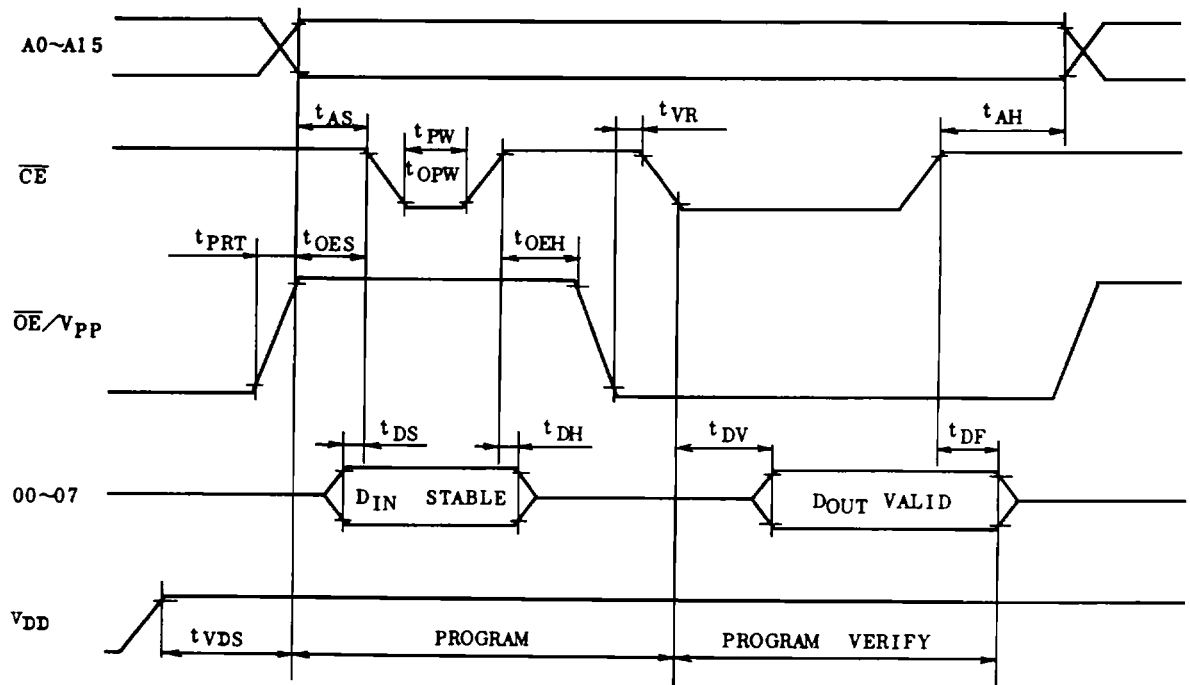 A0~A15
tAS
tVR
tAH
tPW
tOPW
CE
tPRT
tOES
tOEH
OE/VPP
tDS
tDH
tDV
tDF
00~07
DIN STABLE
DOUT VALID
VDD
tVDS
PROGRAM
PROGRAM VERIFY